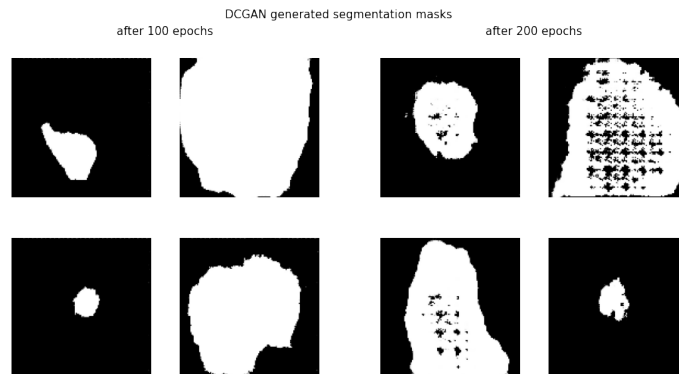 DCGAN generated segmentation masks
after 100 epochs
after 200 epochs